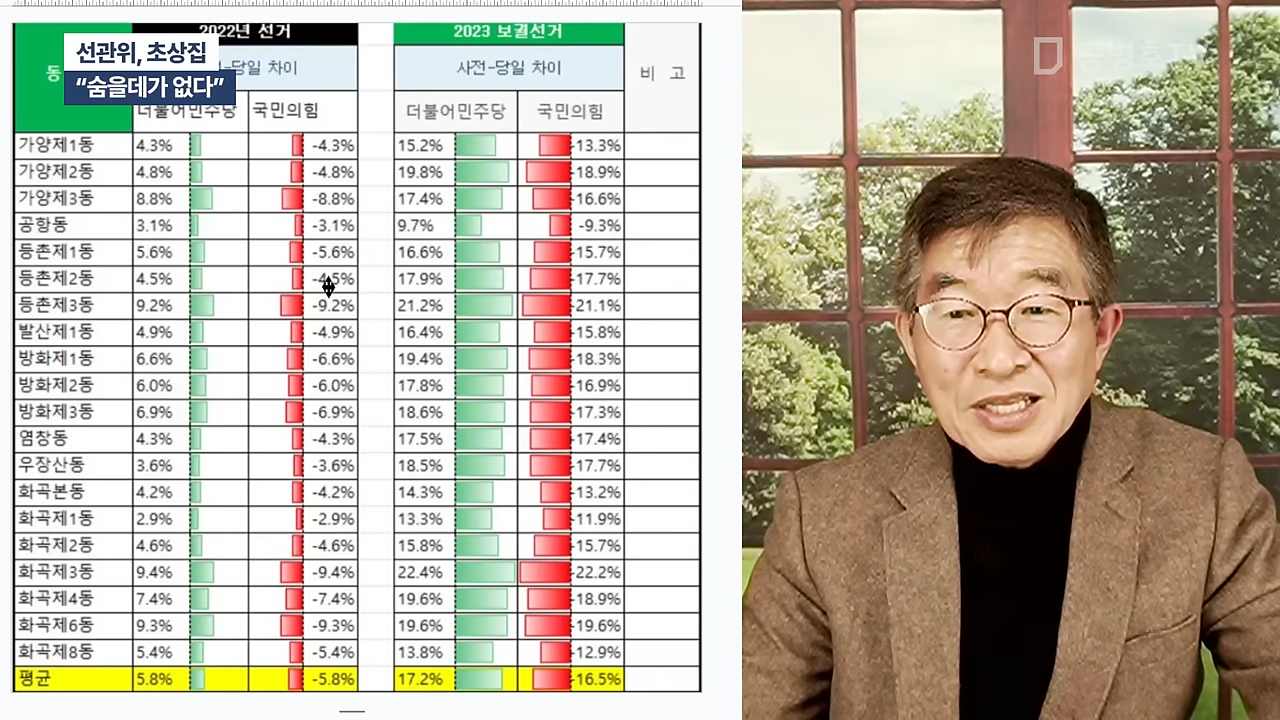 2022년 선거 2023 보궐선거
선관위, 초상집
“숨을데가 없다”
동 -당일 차이 사전-당일 차이 비 고
더불어민주당 국민의힘 더불어민주당 국민의힘
가양제1동 4.3% -4.3% 15.2% -13.3%
가양제2동 4.8% -4.8% 19.8% -18.9%
가양제3동 8.8% -8.8% 17.4% -16.6%
공항동 3.1% -3.1% 9.7% -9.3%
등촌제1동 5.6% -5.6% 16.6% -15.7%
등촌제2동 4.5% -4.5% 17.9% -17.7%
등촌제3동 9.2% -9.2% 21.2% -21.1%
발산제1동 4.9% -4.9% 16.4% -15.8%
방화제1동 6.6% -6.6% 19.4% -18.3%
방화제2동 6.0% -6.0% 17.8% -16.9%
방화제3동 6.9% -6.9% 18.6% -17.3%
염창동 4.3% -4.3% 17.5% -17.4%
우장산동 3.6% -3.6% 18.5% -17.7%
화곡본동 4.2% -4.2% 14.3% -13.2%
화곡제1동 2.9% -2.9% 13.3% -11.9%
화곡제2동 4.6% -4.6% 15.8% -15.7%
화곡제3동 9.4% -9.4% 22.4% -22.2%
화곡제4동 7.4% -7.4% 19.6% -18.9%
화곡제6동 9.3% -9.3% 19.6% -19.6%
화곡제8동 5.4% -5.4% 13.8% -12.9%
평균 5.8% -5.8% 17.2% -16.5%